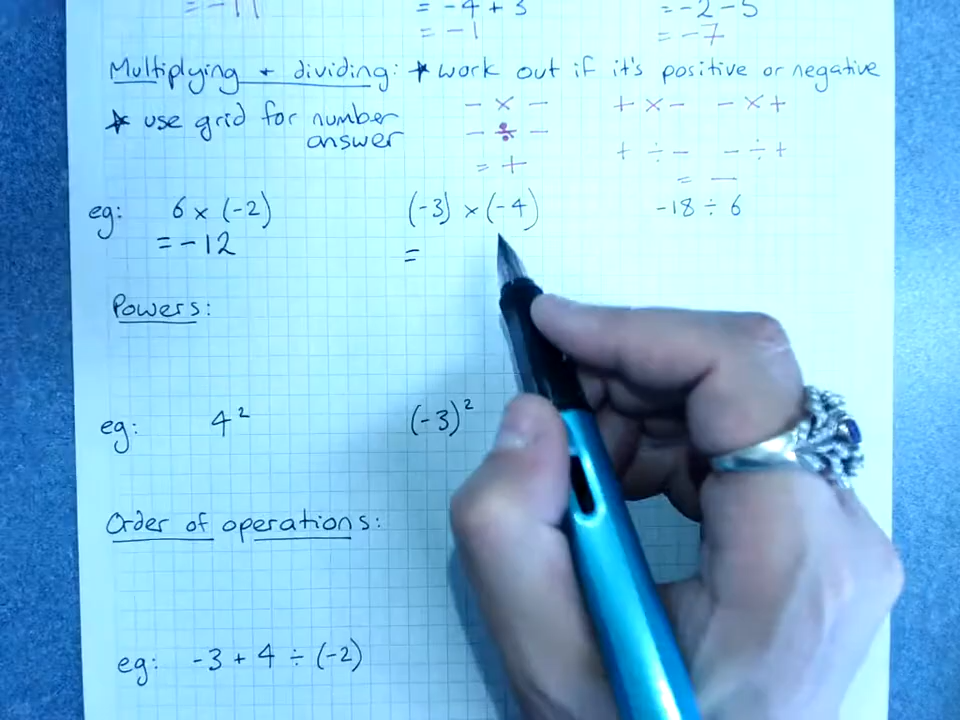 = -11 = -4 + 3 = -2 - 5
= -1 = -7
Multiplying + dividing: * work out if it's positive or negative
* use grid for number answer
- × - + × - - × +
- ÷ - + ÷ - - ÷ +
= + = -
eg: 6 × (-2) (-3) × (-4) -18 ÷ 6
= -12 =
Powers:
eg: 4² (-3)²
Order of operations:
eg: -3 + 4 ÷ (-2)